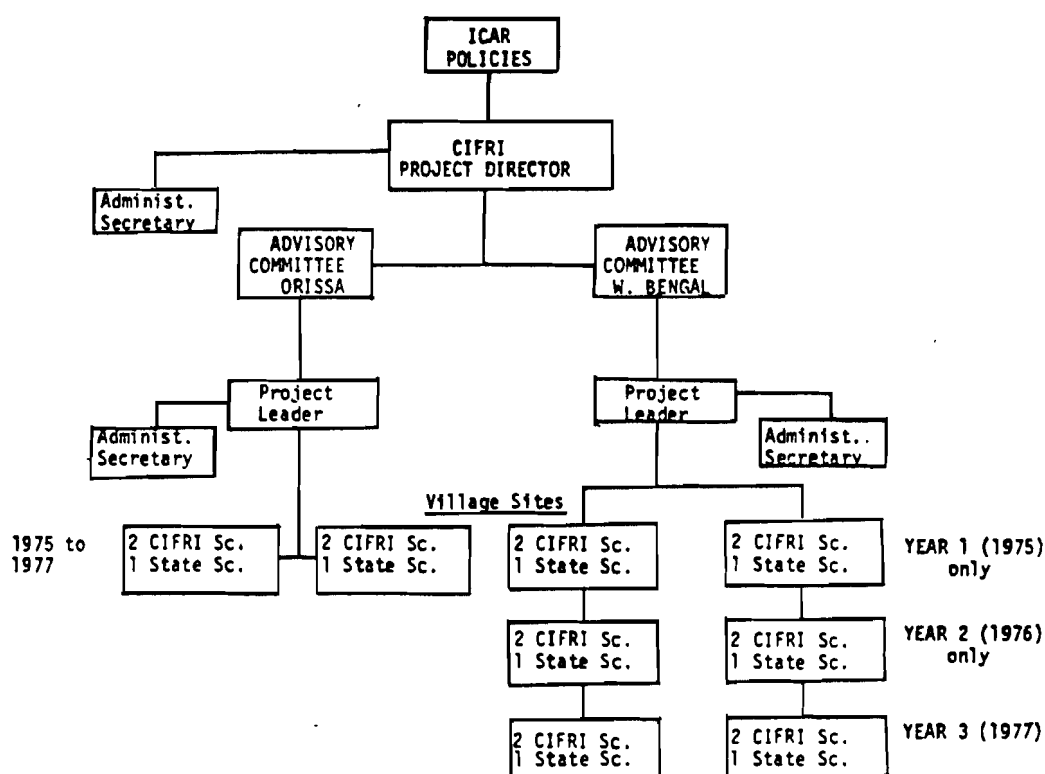 ICAR
POLICIES
CIFRI
PROJECT DIRECTOR
Administ.
Secretary
ADVISORY
COMMITTEE
ORISSA
ADVISORY
COMMITTEE
W. BENGAL
Project
Leader
Administ.
Secretary
Project
Leader
Administ..
Secretary
Village Sites
1975 to
1977
2 CIFRI Sc.
1 State Sc.
2 CIFRI Sc.
1 State Sc.
2 CIFRI Sc.
1 State Sc.
2 CIFRI Sc.
1 State Sc.
YEAR 1 (1975)
only
2 CIFRI Sc.
1 State Sc.
2 CIFRI Sc.
1 State Sc.
YEAR 2 (1976)
only
2 CIFRI Sc.
1 State Sc.
2 CIFRI Sc.
1 State Sc.
YEAR 3 (1977)